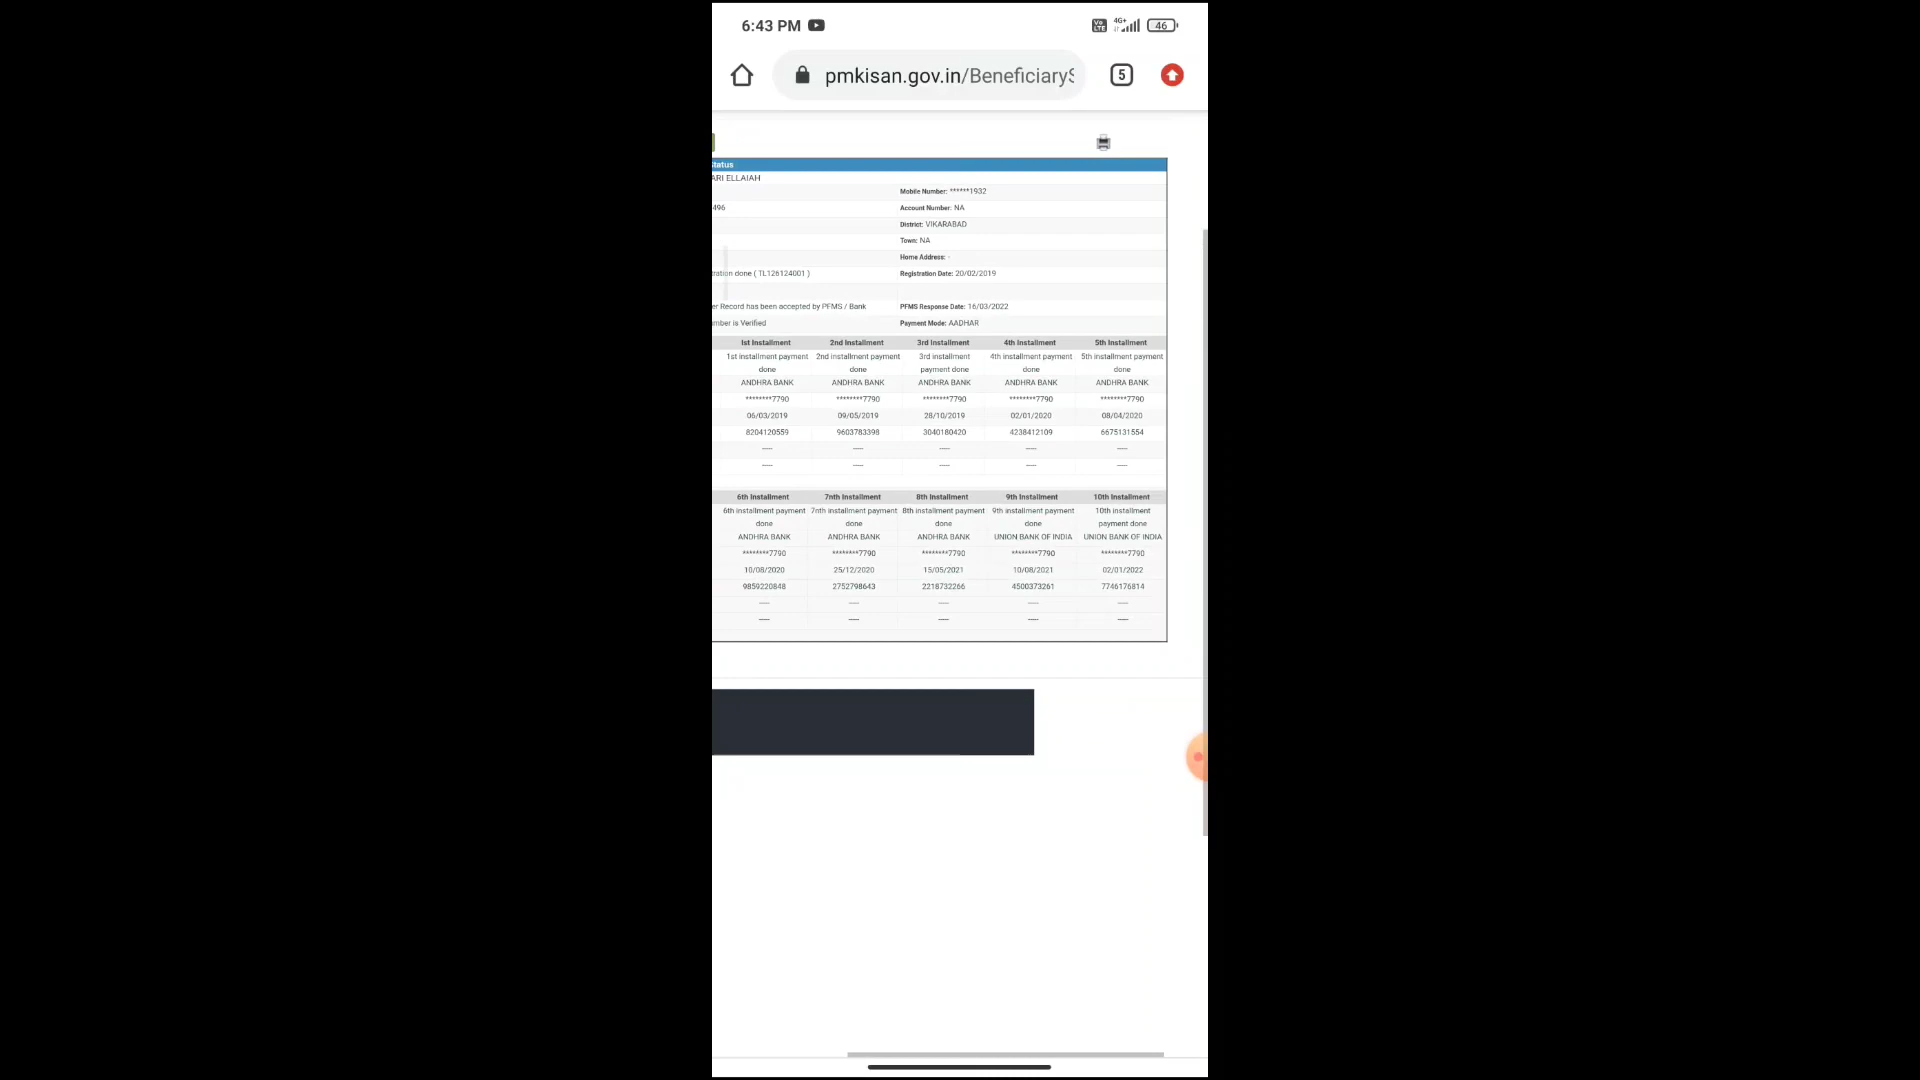 6:43 PM
Vo LTE 4G+ 46
pmkisan.gov.in/BeneficiaryS
5
tatus
ARI ELLAIAH
Mobile Number: ******1932
496 Account Number: NA
District: VIKARABAD
Town: NA
Home Address: -
ration done ( TL126124001 ) Registration Date: 20/02/2019
er Record has been accepted by PFMS / Bank PFMS Response Date: 16/03/2022
mber is Verified Payment Mode: AADHAR
Ist Installment 2nd Installment 3rd Installment 4th Installment 5th Installment
1st installment payment 2nd installment payment 3rd installment 4th installment payment 5th installment payment
done done payment done done done
ANDHRA BANK ANDHRA BANK ANDHRA BANK ANDHRA BANK ANDHRA BANK
********7790 ********7790 ********7790 ********7790 ********7790
06/03/2019 09/05/2019 28/10/2019 02/01/2020 08/04/2020
8204120559 9603783398 3040180420 4238412109 6675131554
---- ---- ---- ---- ----
---- ---- ---- ---- ----
6th Installment 7nth Installment 8th Installment 9th Installment 10th Installment
6th installment payment 7nth installment payment 8th installment payment 9th installment payment 10th installment
done done done done payment done
ANDHRA BANK ANDHRA BANK ANDHRA BANK UNION BANK OF INDIA UNION BANK OF INDIA
********7790 ********7790 ********7790 ********7790 ********7790
10/08/2020 25/12/2020 15/05/2021 10/08/2021 02/01/2022
9859220848 2752798643 2218732266 4500373261 7746176814
---- ---- ---- ---- ----
---- ---- ---- ---- ----